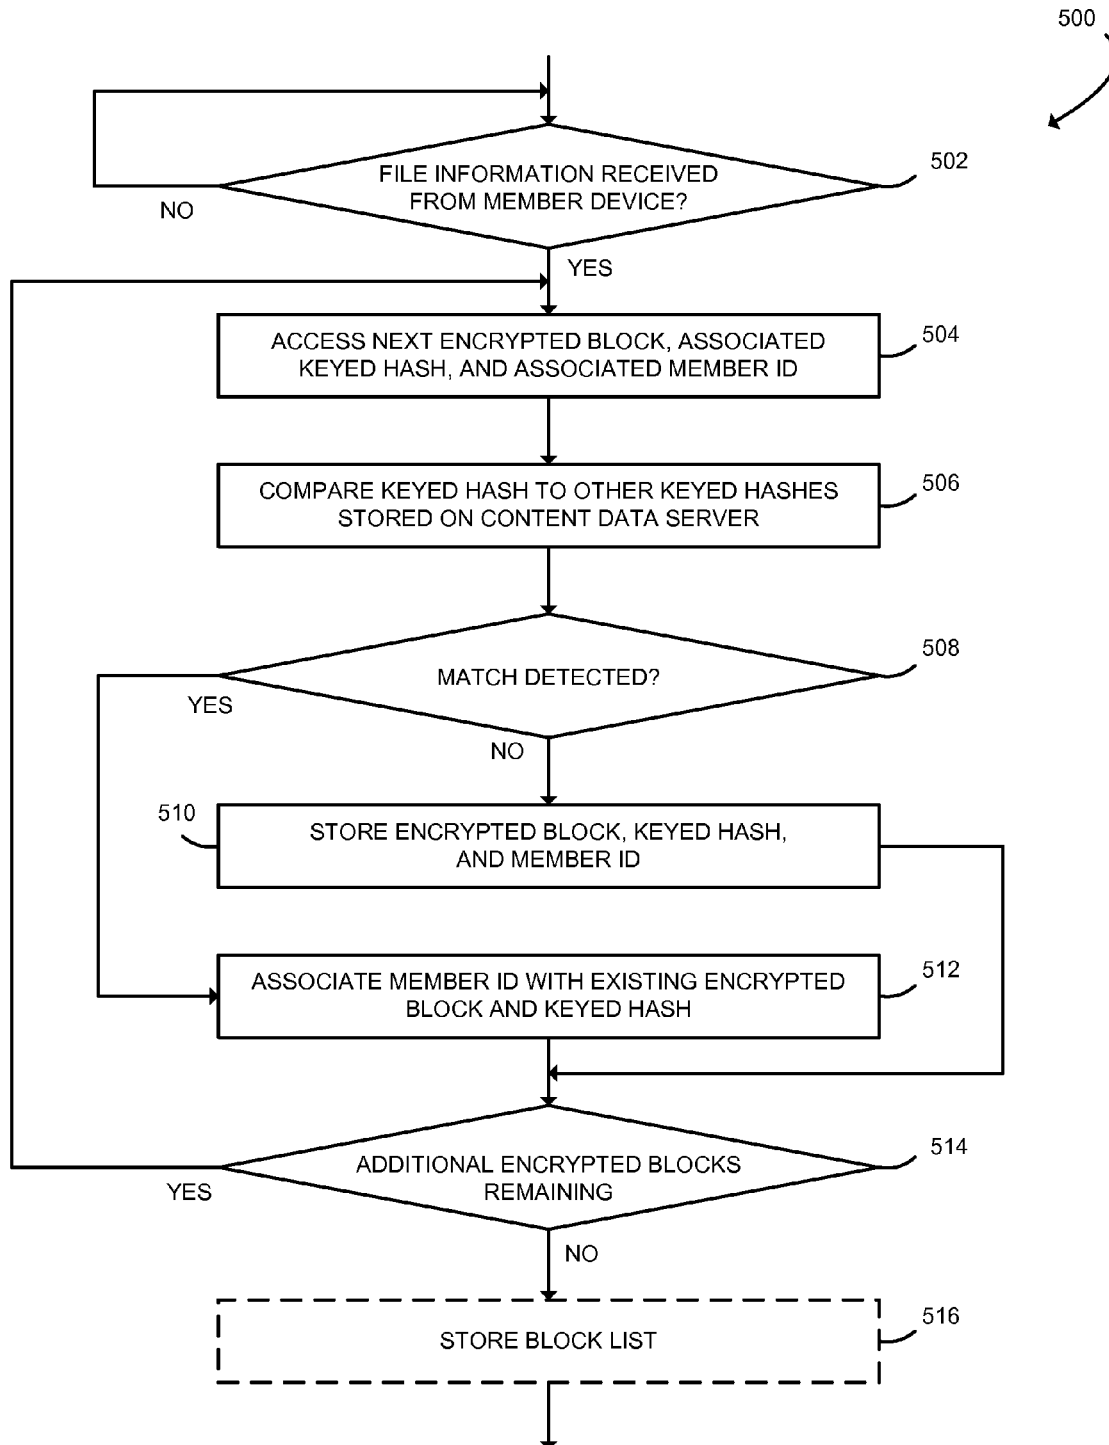 500
FILE INFORMATION RECEIVED
FROM MEMBER DEVICE?
502
NO
YES
ACCESS NEXT ENCRYPTED BLOCK, ASSOCIATED
KEYED HASH, AND ASSOCIATED MEMBER ID
504
COMPARE KEYED HASH TO OTHER KEYED HASHES
STORED ON CONTENT DATA SERVER
506
MATCH DETECTED?
508
YES
NO
510
STORE ENCRYPTED BLOCK, KEYED HASH,
AND MEMBER ID
ASSOCIATE MEMBER ID WITH EXISTING ENCRYPTED
BLOCK AND KEYED HASH
512
ADDITIONAL ENCRYPTED BLOCKS
REMAINING
514
YES
NO
STORE BLOCK LIST
516